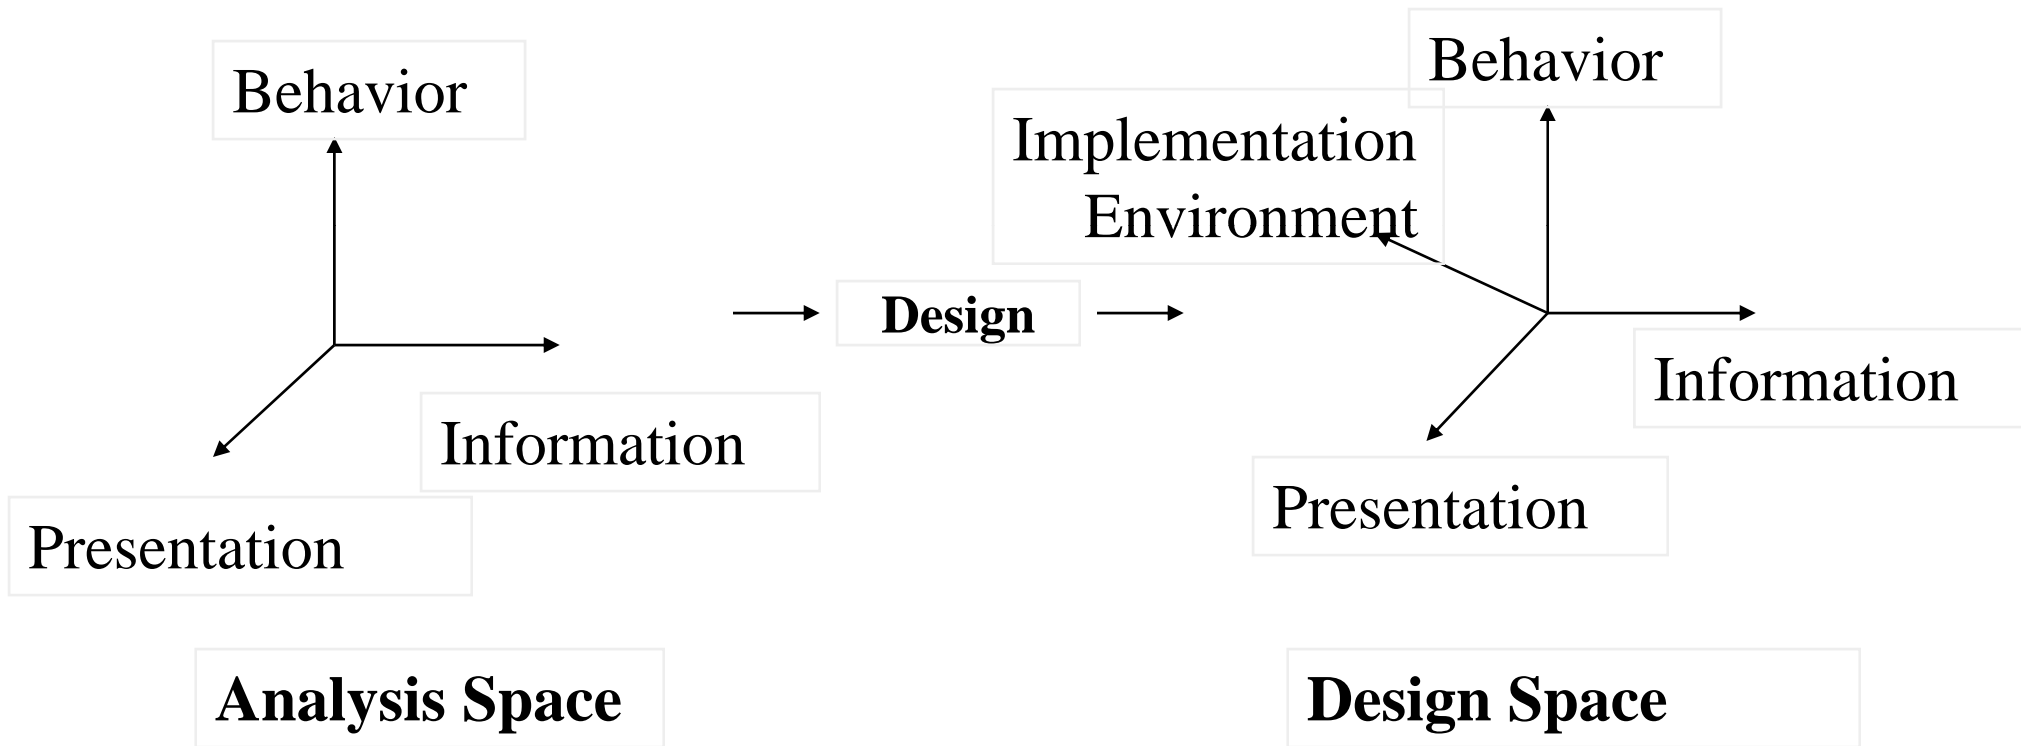 Behavior
Information
Presentation
Analysis Space
Design
Behavior
Implementation
Environment
Information
Presentation
Design Space